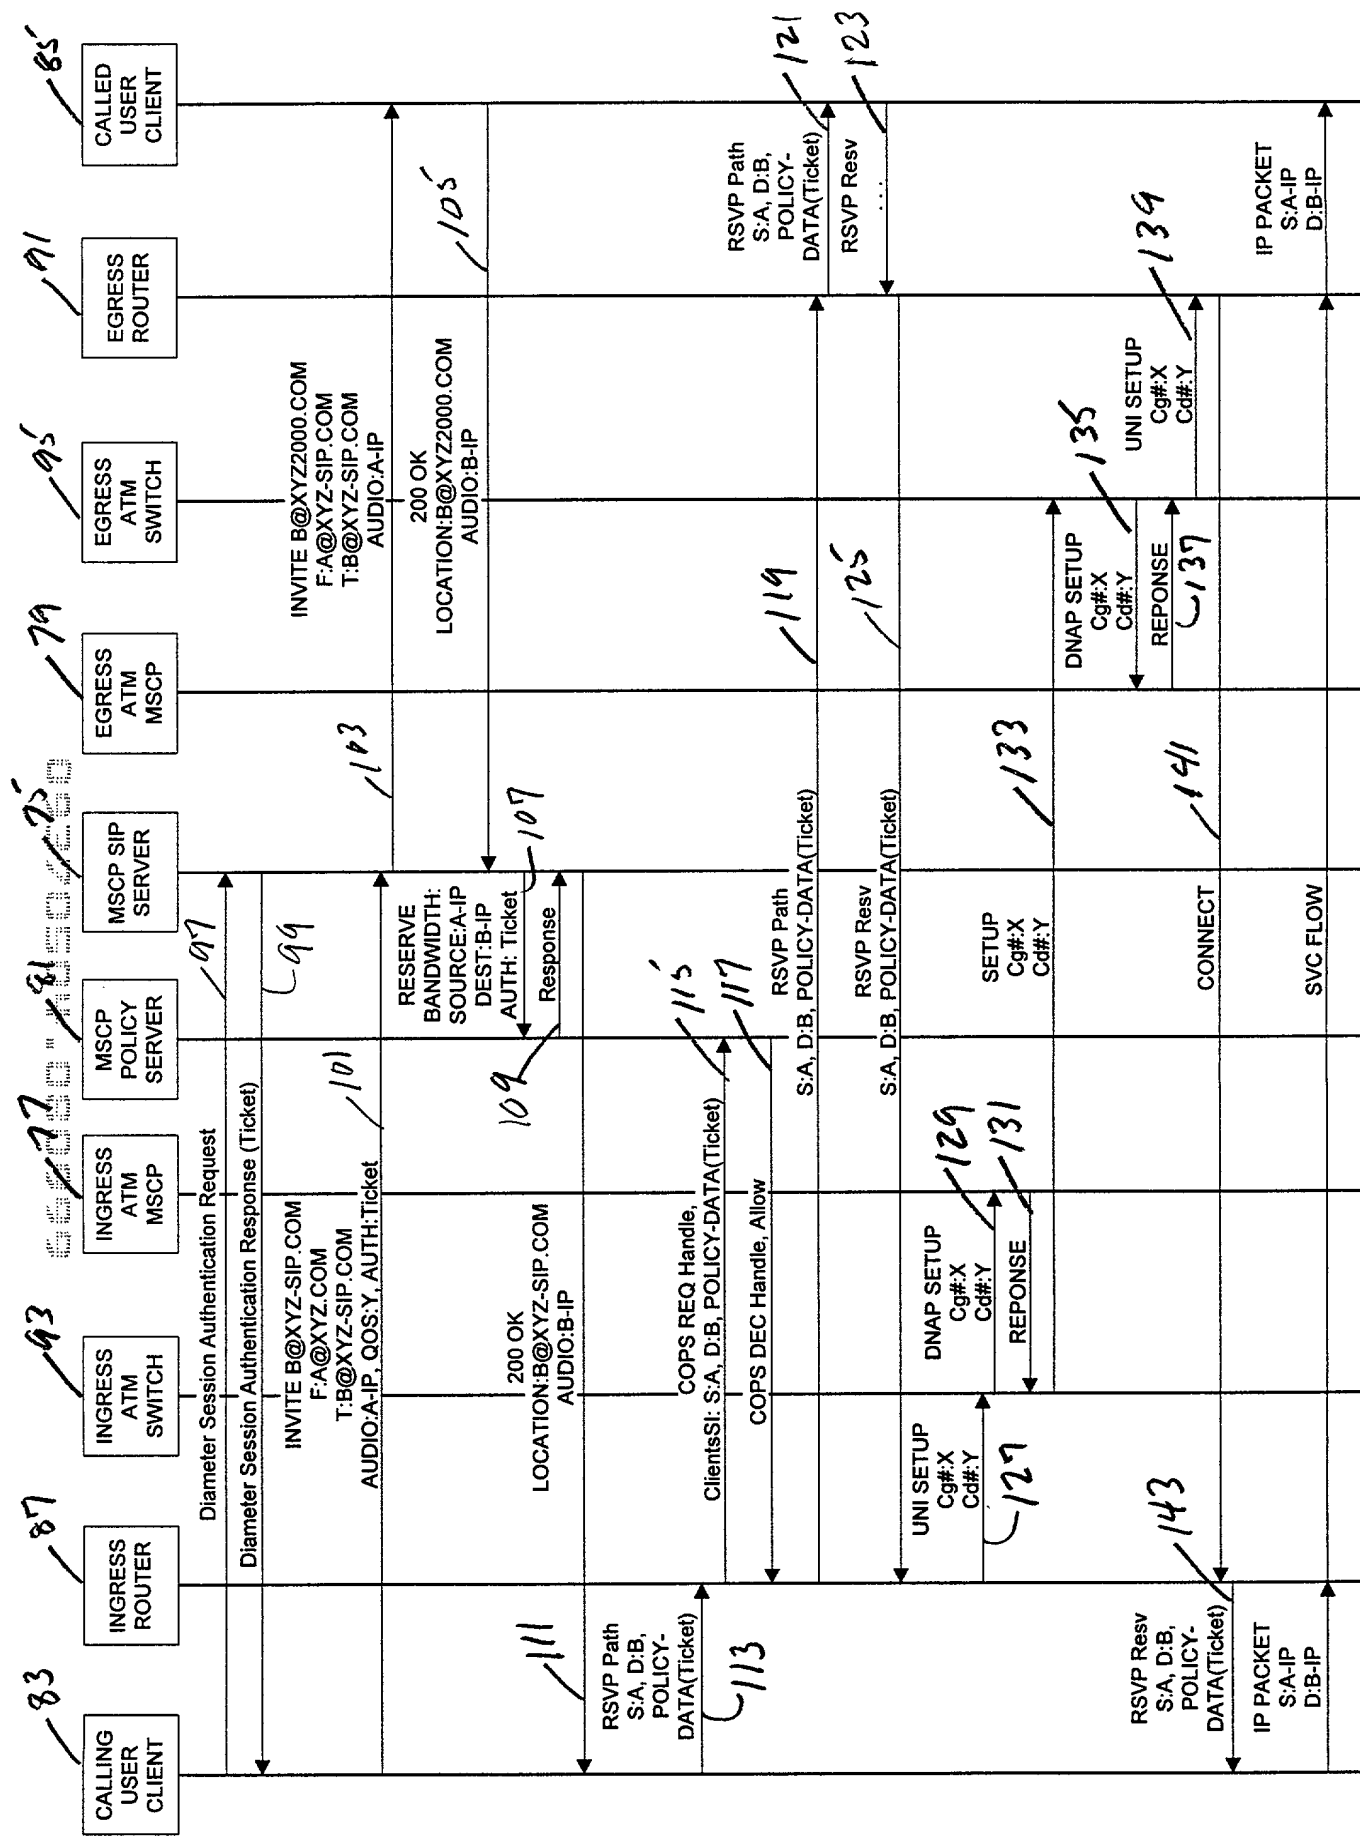 83
CALLING
USER
CLIENT
87
INGRESS
ROUTER
93
INGRESS
ATM
SWITCH
77
INGRESS
ATM
MSCP
81
MSCP
POLICY
SERVER
75
MSCP SIP
SERVER
79
EGRESS
ATM
MSCP
95
EGRESS
ATM
SWITCH
91
EGRESS
ROUTER
85
CALLED
USER
CLIENT
Diameter Session Authentication Request
97
Diameter Session Authentication Response (Ticket)
99
INVITE B@XYZ-SIP.COM
F:A@XYZ.COM
T:B@XYZ-SIP.COM
AUDIO:A-IP, QOS:Y, AUTH:Ticket
101
103
INVITE B@XYZ2000.COM
F:A@XYZ-SIP.COM
T:B@XYZ-SIP.COM
AUDIO:A-IP
200 OK
LOCATION:B@XYZ2000.COM
AUDIO:B-IP
105
RESERVE
BANDWIDTH:
SOURCE:A-IP
DEST:B-IP
AUTH: Ticket
107
Response
109
200 OK
LOCATION:B@XYZ-SIP.COM
AUDIO:B-IP
111
RSVP Path
S:A, D:B,
POLICY-
DATA(Ticket)
113
COPS REQ Handle,
ClientsSI: S:A, D:B, POLICY-DATA(Ticket)
115
COPS DEC Handle, Allow
117
RSVP Path
S:A, D:B, POLICY-DATA(Ticket)
119
RSVP Path
S:A, D:B,
POLICY-
DATA(Ticket)
121
RSVP Resv
...
123
RSVP Resv
S:A, D:B, POLICY-DATA(Ticket)
125
UNI SETUP
Cg#:X
Cd#:Y
127
DNAP SETUP
Cg#:X
Cd#:Y
129
REPONSE
131
SETUP
Cg#:X
Cd#:Y
133
DNAP SETUP
Cg#:X
Cd#:Y
135
REPONSE
137
UNI SETUP
Cg#:X
Cd#:Y
139
CONNECT
141
RSVP Resv
S:A, D:B,
POLICY-
DATA(Ticket)
143
IP PACKET
S:A-IP
D:B-IP
SVC FLOW
IP PACKET
S:A-IP
D:B-IP